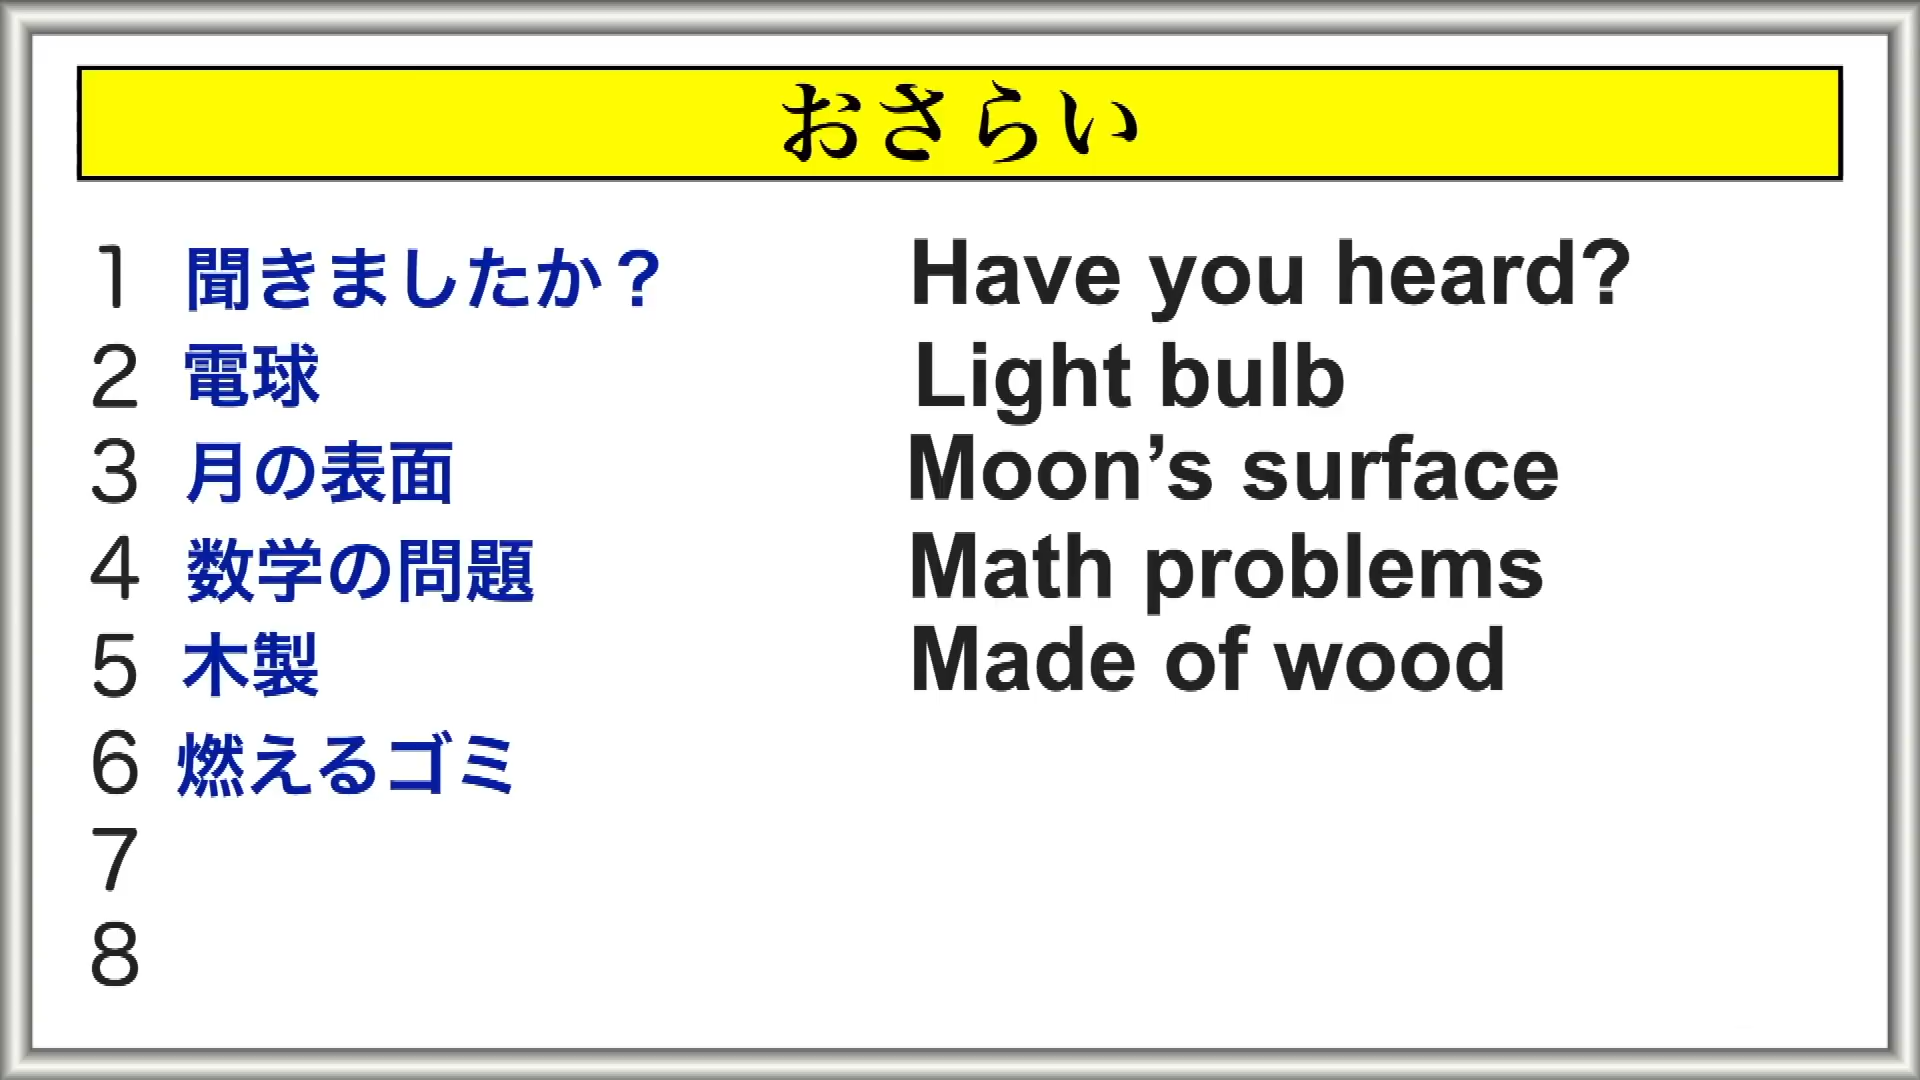 おさらい
1 聞きましたか？ Have you heard?
2 電球 Light bulb
3 月の表面 Moon’s surface
4 数学の問題 Math problems
5 木製 Made of wood
6 燃えるゴミ
7
8